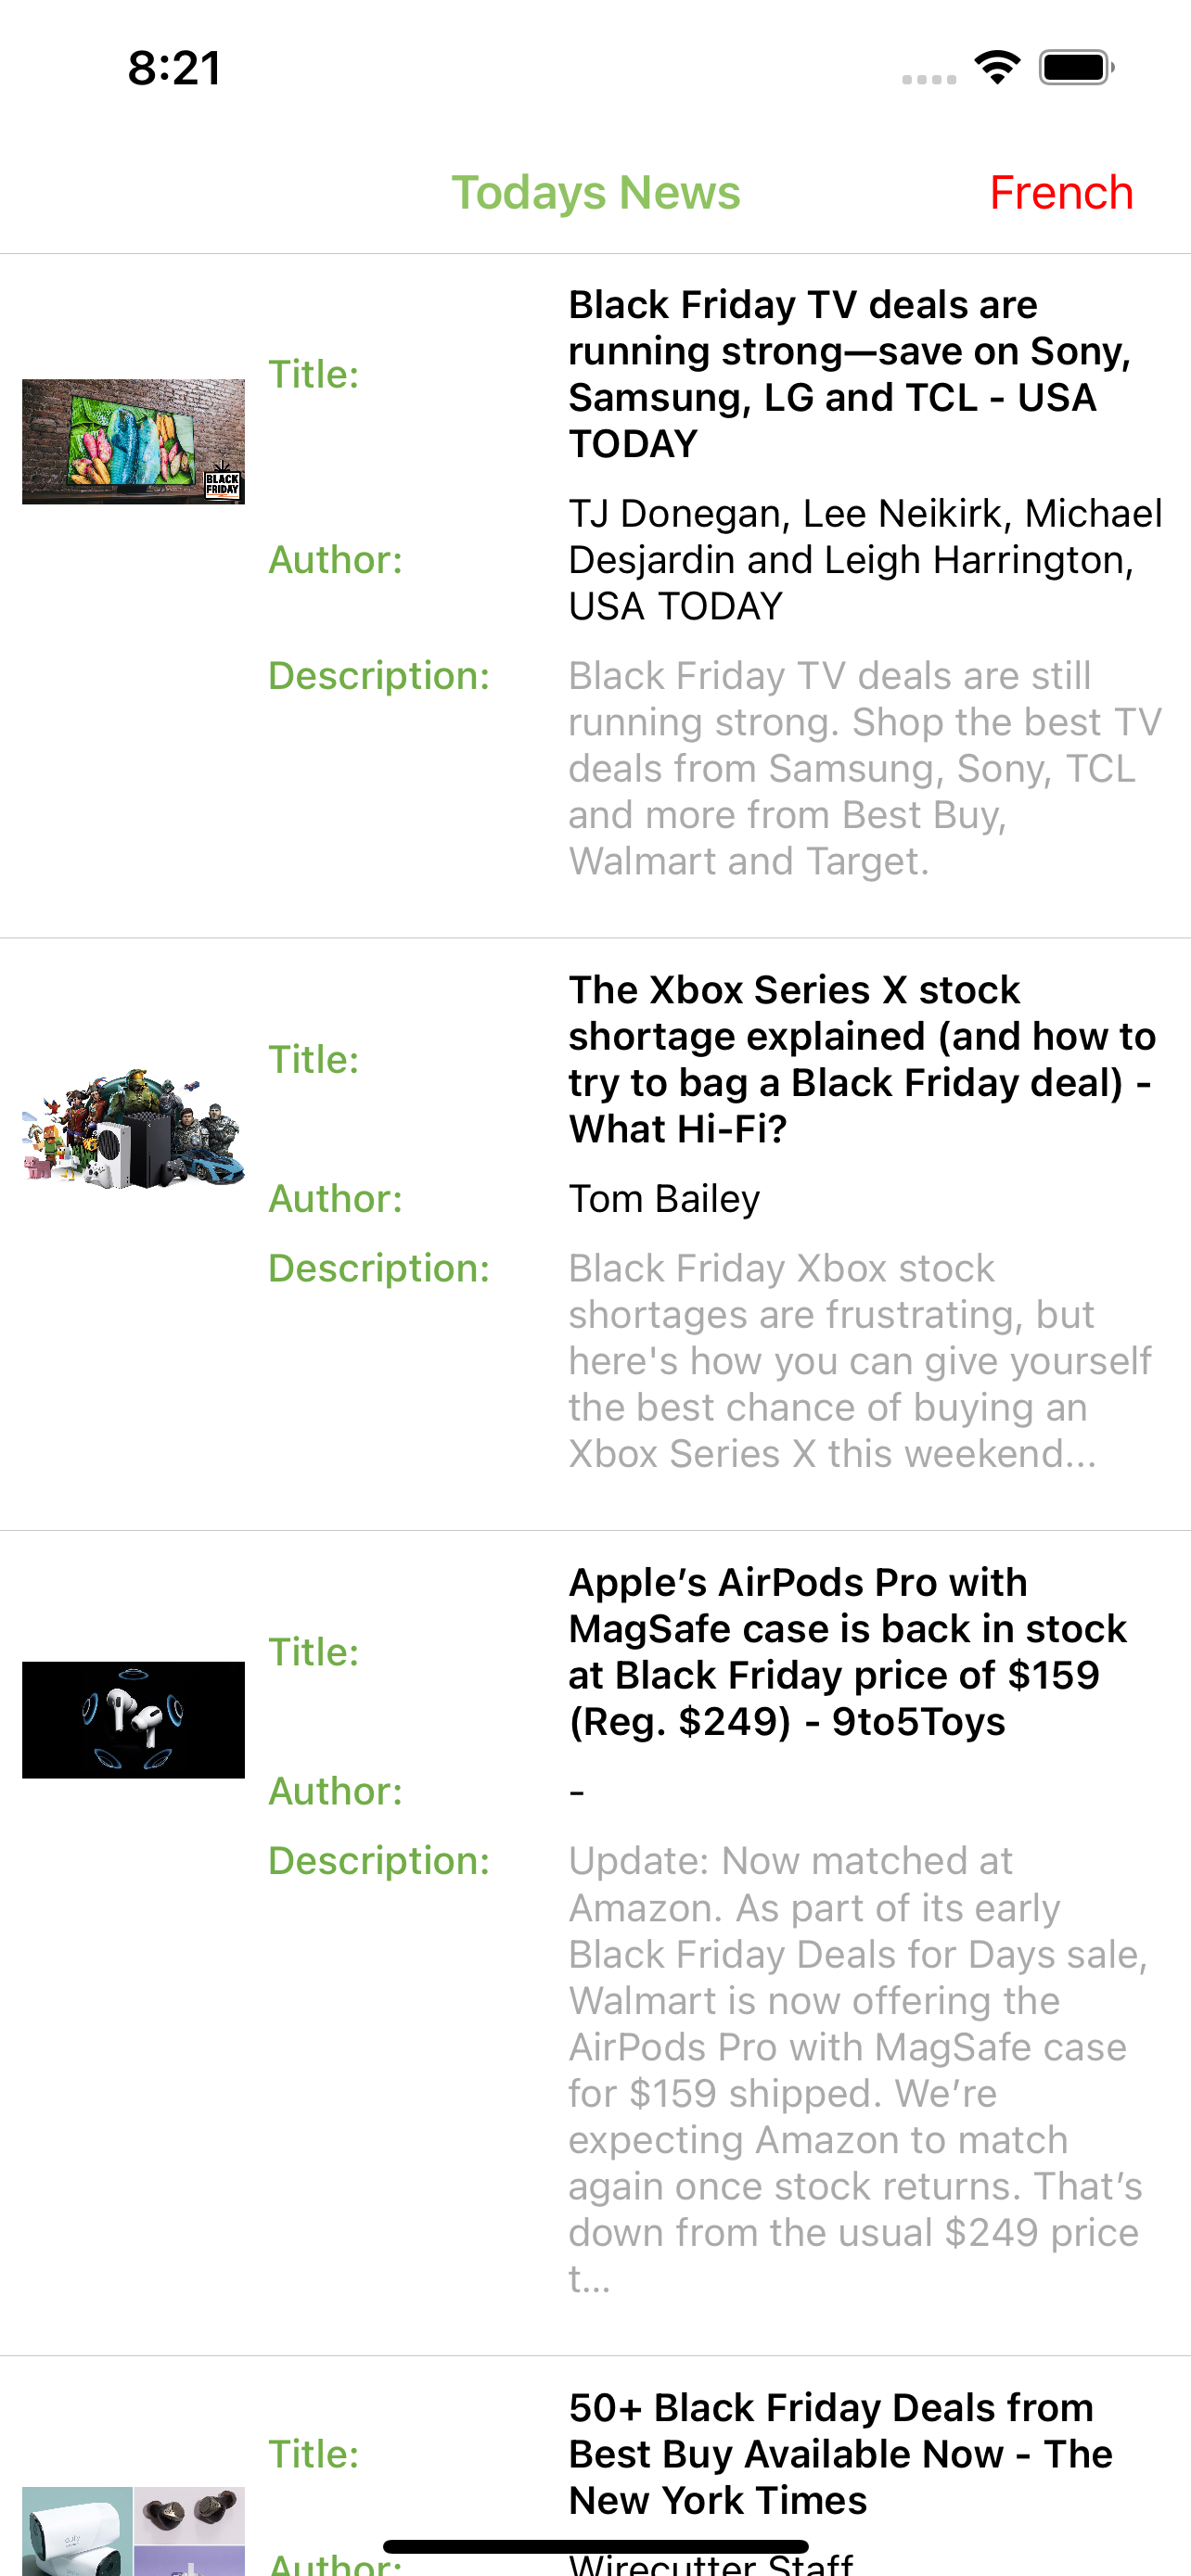 8:21
Todays News
French
Title:
Black Friday TV deals are
running strong—save on Sony,
Samsung, LG and TCL - USA
TODAY
BLACK
FRIDAY
Author:
TJ Donegan, Lee Neikirk, Michael
Desjardin and Leigh Harrington,
USA TODAY
Description:
Black Friday TV deals are still
running strong. Shop the best TV
deals from Samsung, Sony, TCL
and more from Best Buy,
Walmart and Target.
Title:
The Xbox Series X stock
shortage explained (and how to
try to bag a Black Friday deal) -
What Hi-Fi?
Author:
Tom Bailey
Description:
Black Friday Xbox stock
shortages are frustrating, but
here's how you can give yourself
the best chance of buying an
Xbox Series X this weekend...
Title:
Apple’s AirPods Pro with
MagSafe case is back in stock
at Black Friday price of $159
(Reg. $249) - 9to5Toys
Author:
-
Description:
Update: Now matched at
Amazon. As part of its early
Black Friday Deals for Days sale,
Walmart is now offering the
AirPods Pro with MagSafe case
for $159 shipped. We’re
expecting Amazon to match
again once stock returns. That’s
down from the usual $249 price
t…
Title:
50+ Black Friday Deals from
Best Buy Available Now - The
New York Times
eufy
Author:
Wirecutter Staff